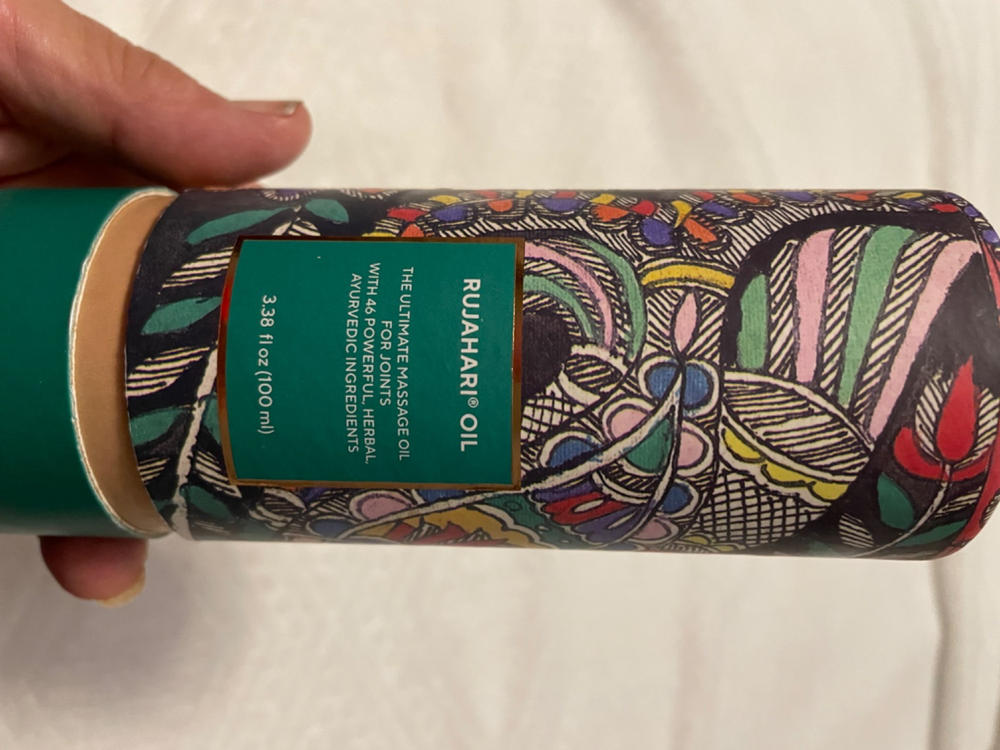 RUJAHARI® OIL
THE ULTIMATE MASSAGE OIL
FOR JOINTS
WITH 46 POWERFUL, HERBAL,
AYURVEDIC INGREDIENTS
3.38 fl oz (100 ml)